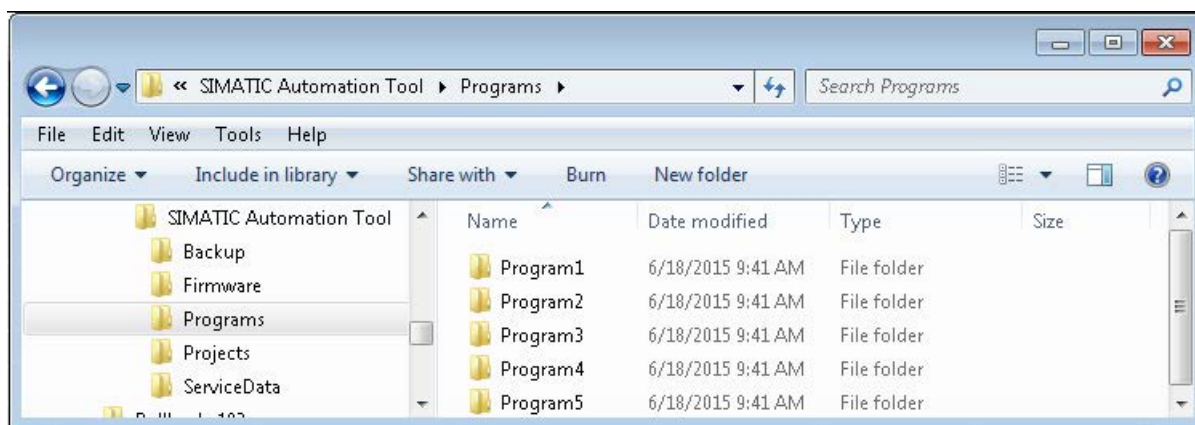 « SIMATIC Automation Tool ▸ Programs ▸ Search Programs
File Edit View Tools Help
Organize Include in library Share with Burn New folder
SIMATIC Automation Tool
Backup
Firmware
Programs
Projects
ServiceData
Name Date modified Type Size
Program1 6/18/2015 9:41 AM File folder
Program2 6/18/2015 9:41 AM File folder
Program3 6/18/2015 9:41 AM File folder
Program4 6/18/2015 9:41 AM File folder
Program5 6/18/2015 9:41 AM File folder